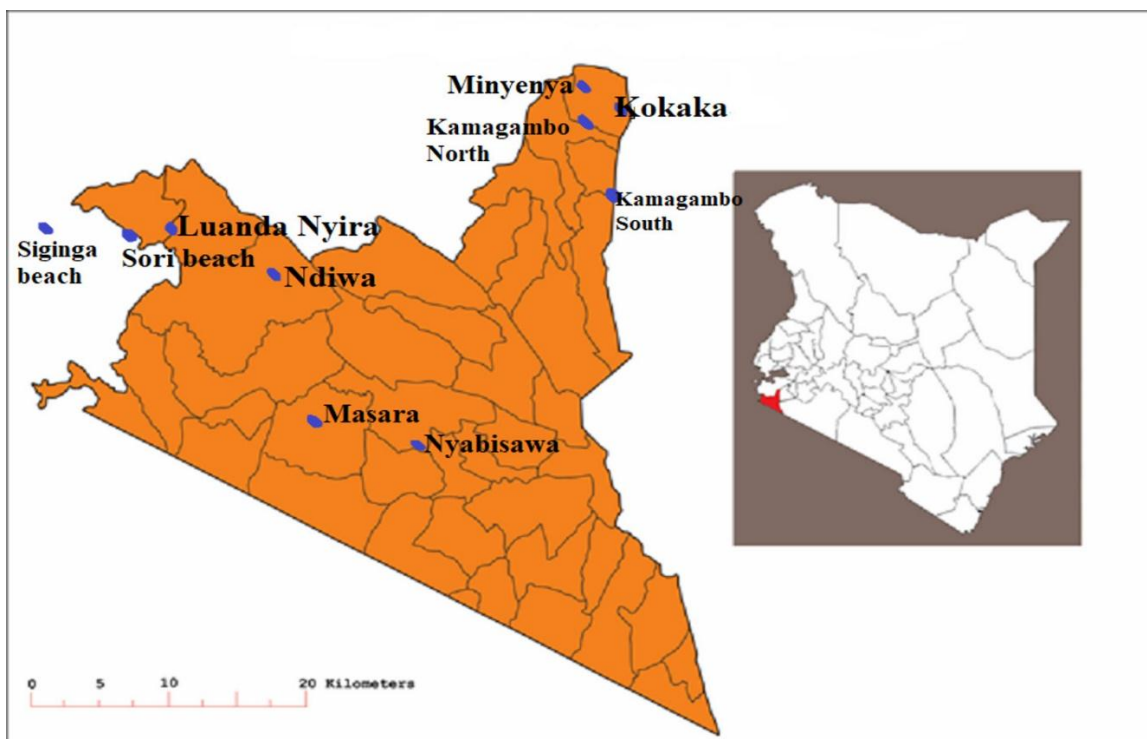 Minyenya
Kokaka
Kamagambo
North
Kamagambo
South
Luanda Nyira
Siginga
beach
Sori beach
Ndiwa
Masara
Nyabisawa
0 5 10 20 Kilometers